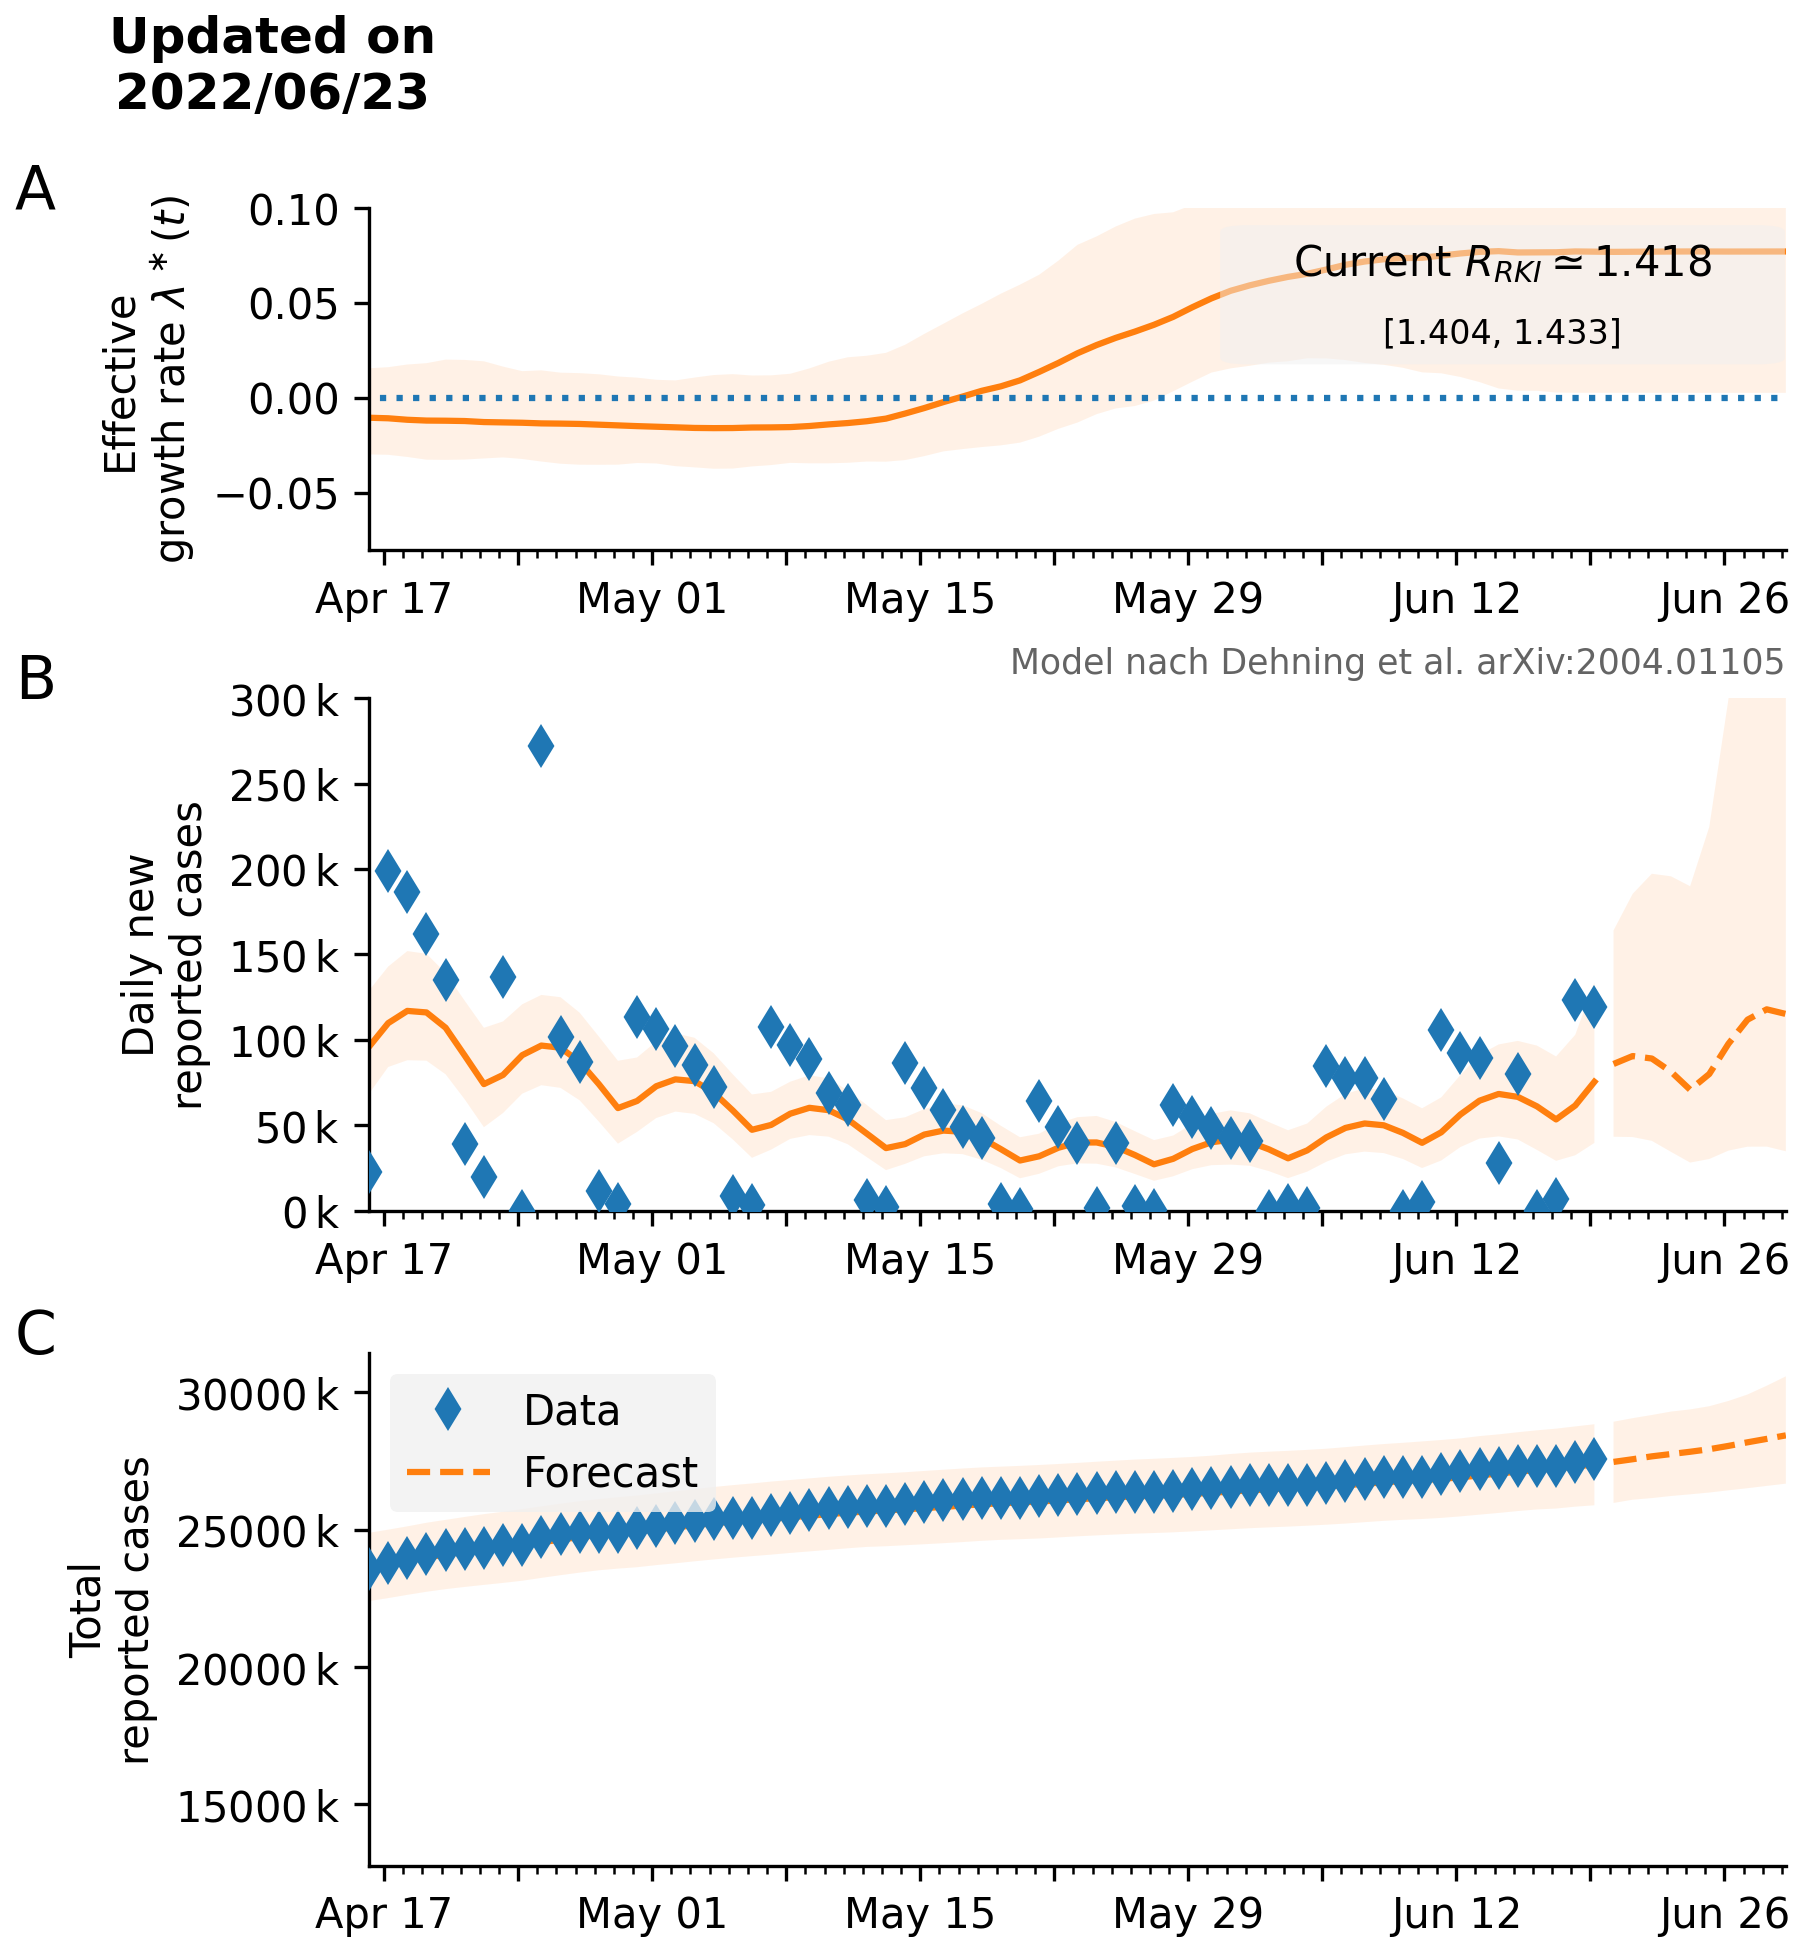 Updated on
2022/06/23
A
Effective
growth rate λ * (t)
0.10
0.05
0.00
−0.05
Current R_RKI ≃ 1.418
[1.404, 1.433]
Apr 17 May 01 May 15 May 29 Jun 12 Jun 26
Model nach Dehning et al. arXiv:2004.01105
B
Daily new
reported cases
300 k
250 k
200 k
150 k
100 k
50 k
0 k
Apr 17 May 01 May 15 May 29 Jun 12 Jun 26
C
Total
reported cases
30000 k
25000 k
20000 k
15000 k
Data
Forecast
Apr 17 May 01 May 15 May 29 Jun 12 Jun 26